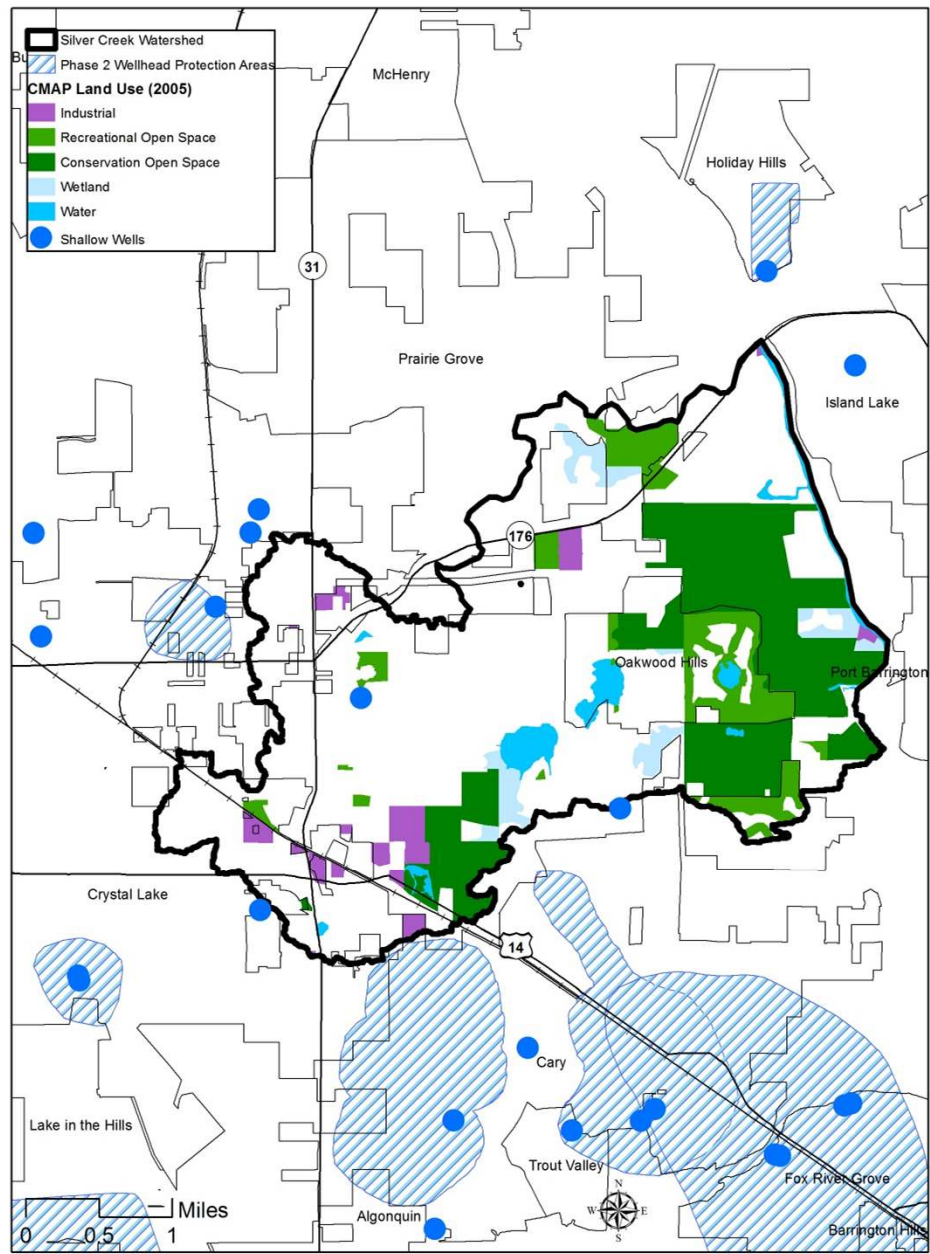 Silver Creek Watershed
Bu
Phase 2 Wellhead Protection Areas
CMAP Land Use (2005)
Industrial
Recreational Open Space
Conservation Open Space
Wetland
Water
Shallow Wells
McHenry
Holiday Hills
31
Prairie Grove
Island Lake
176
Oakwood Hills
Port Barrington
Crystal Lake
14
Cary
Lake in the Hills
Trout Valley
Fox River Grove
Algonquin
Barrington Hills
Miles
0 0.5 1
N
W E
S